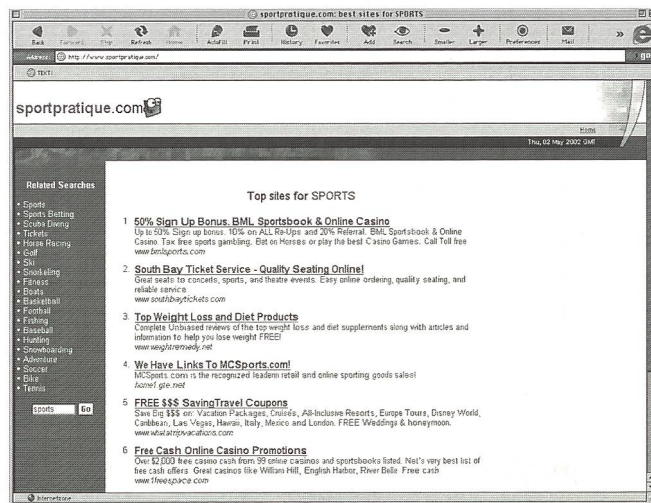 sportpratique.com: best sites for SPORTS
Back Forward Stop Refresh Home AutoFill Print History Favorites Add Search Smaller Larger Preferences Mail »
Address: http://www.sportpratique.com/ go
TEXT!
sportpratique.com
Home
Thu, 02 May 2002 GMT
Related Searches
• Sports
• Sports Betting
• Scuba Diving
• Tickets
• Horse Racing
• Golf
• Ski
• Snorkeling
• Fitness
• Boats
• Basketball
• Football
• Fishing
• Baseball
• Hunting
• Snowboarding
• Adventure
• Soccer
• Bike
• Tennis
sports Go
Top sites for SPORTS
1 50% Sign Up Bonus. BML Sportsbook & Online Casino
Up to 50% Sign up bonus. 10% on ALL Re-Ups and 20% Referral. BML Sportsbook & Online
Casino. Tax free sports gambling. Bet on Horses or play the best Casino Games. Call Toll free
www.bmlsports.com
2. South Bay Ticket Service - Quality Seating Online!
Great seats to concerts, sports, and theatre events. Easy online ordering, quality seating, and
reliable service
www.southbaytickets.com
3. Top Weight Loss and Diet Products
Complete Unbiased reviews of the top weight loss and diet supplements along with articles and
information to help you lose weight FREE!
www.weightremedy.net
4. We Have Links To MCSports.com!
MCSports.com is the recognized leaderin retail and online sporting goods sales!
home1.gte.net
5 FREE $$$ SavingTravel Coupons
Save Big $$$ on: Vacation Packages, Cruise's, All-Inclusive Resorts, Europe Tours, Disney World,
Caribbean, Las Vegas, Hawaii, Italy, Mexico and London. FREE Weddings & honeymoon.
www.whatatripvacations.com
6 Free Cash Online Casino Promotions
Over $2,000 free casino cash from 99 online casinos and sportsbooks listed. Net's very best list of
free cash offers. Great casinos like William Hill, English Harbor, River Belle. Free cash
www.1freespace.com
Internetzone